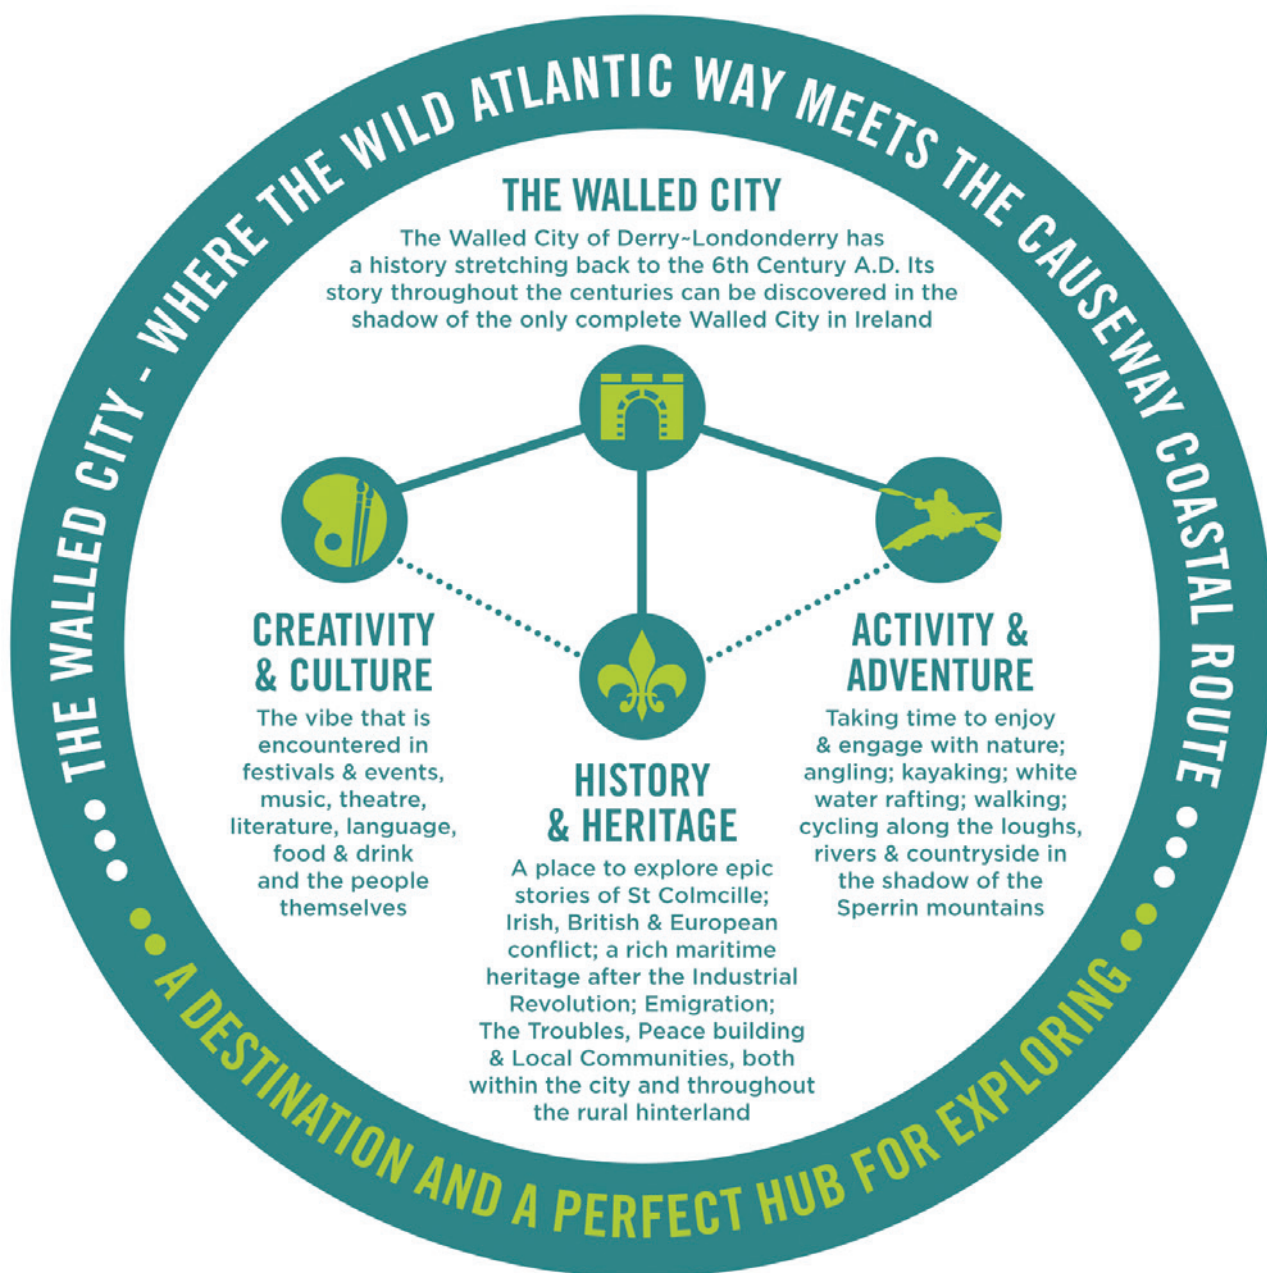 THE WALLED CITY - WHERE THE WILD ATLANTIC WAY MEETS THE CAUSEWAY COASTAL ROUTE
THE WALLED CITY
The Walled City of Derry~Londonderry has
a history stretching back to the 6th Century A.D. Its
story throughout the centuries can be discovered in the
shadow of the only complete Walled City in Ireland
CREATIVITY
& CULTURE
The vibe that is
encountered in
festivals & events,
music, theatre,
literature, language,
food & drink
and the people
themselves
HISTORY
& HERITAGE
A place to explore epic
stories of St Colmcille;
Irish, British & European
conflict; a rich maritime
heritage after the Industrial
Revolution; Emigration;
The Troubles, Peace building
& Local Communities, both
within the city and throughout
the rural hinterland
ACTIVITY &
ADVENTURE
Taking time to enjoy
& engage with nature;
angling; kayaking; white
water rafting; walking;
cycling along the loughs,
rivers & countryside in
the shadow of the
Sperrin mountains
A DESTINATION AND A PERFECT HUB FOR EXPLORING